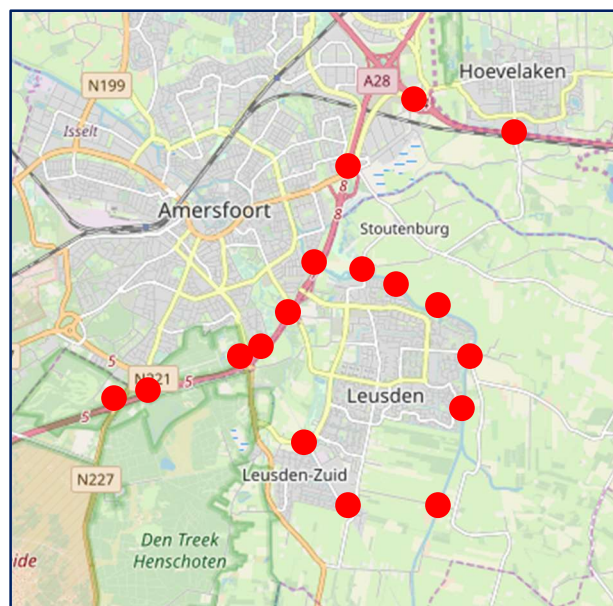 A28
Hoevelaken
N199
8
Isselt
8
Amersfoort
8
Stoutenburg
5
N221
5
5
Leusden
Leusden-Zuid
N227
Den Treek
Henschoten
ide